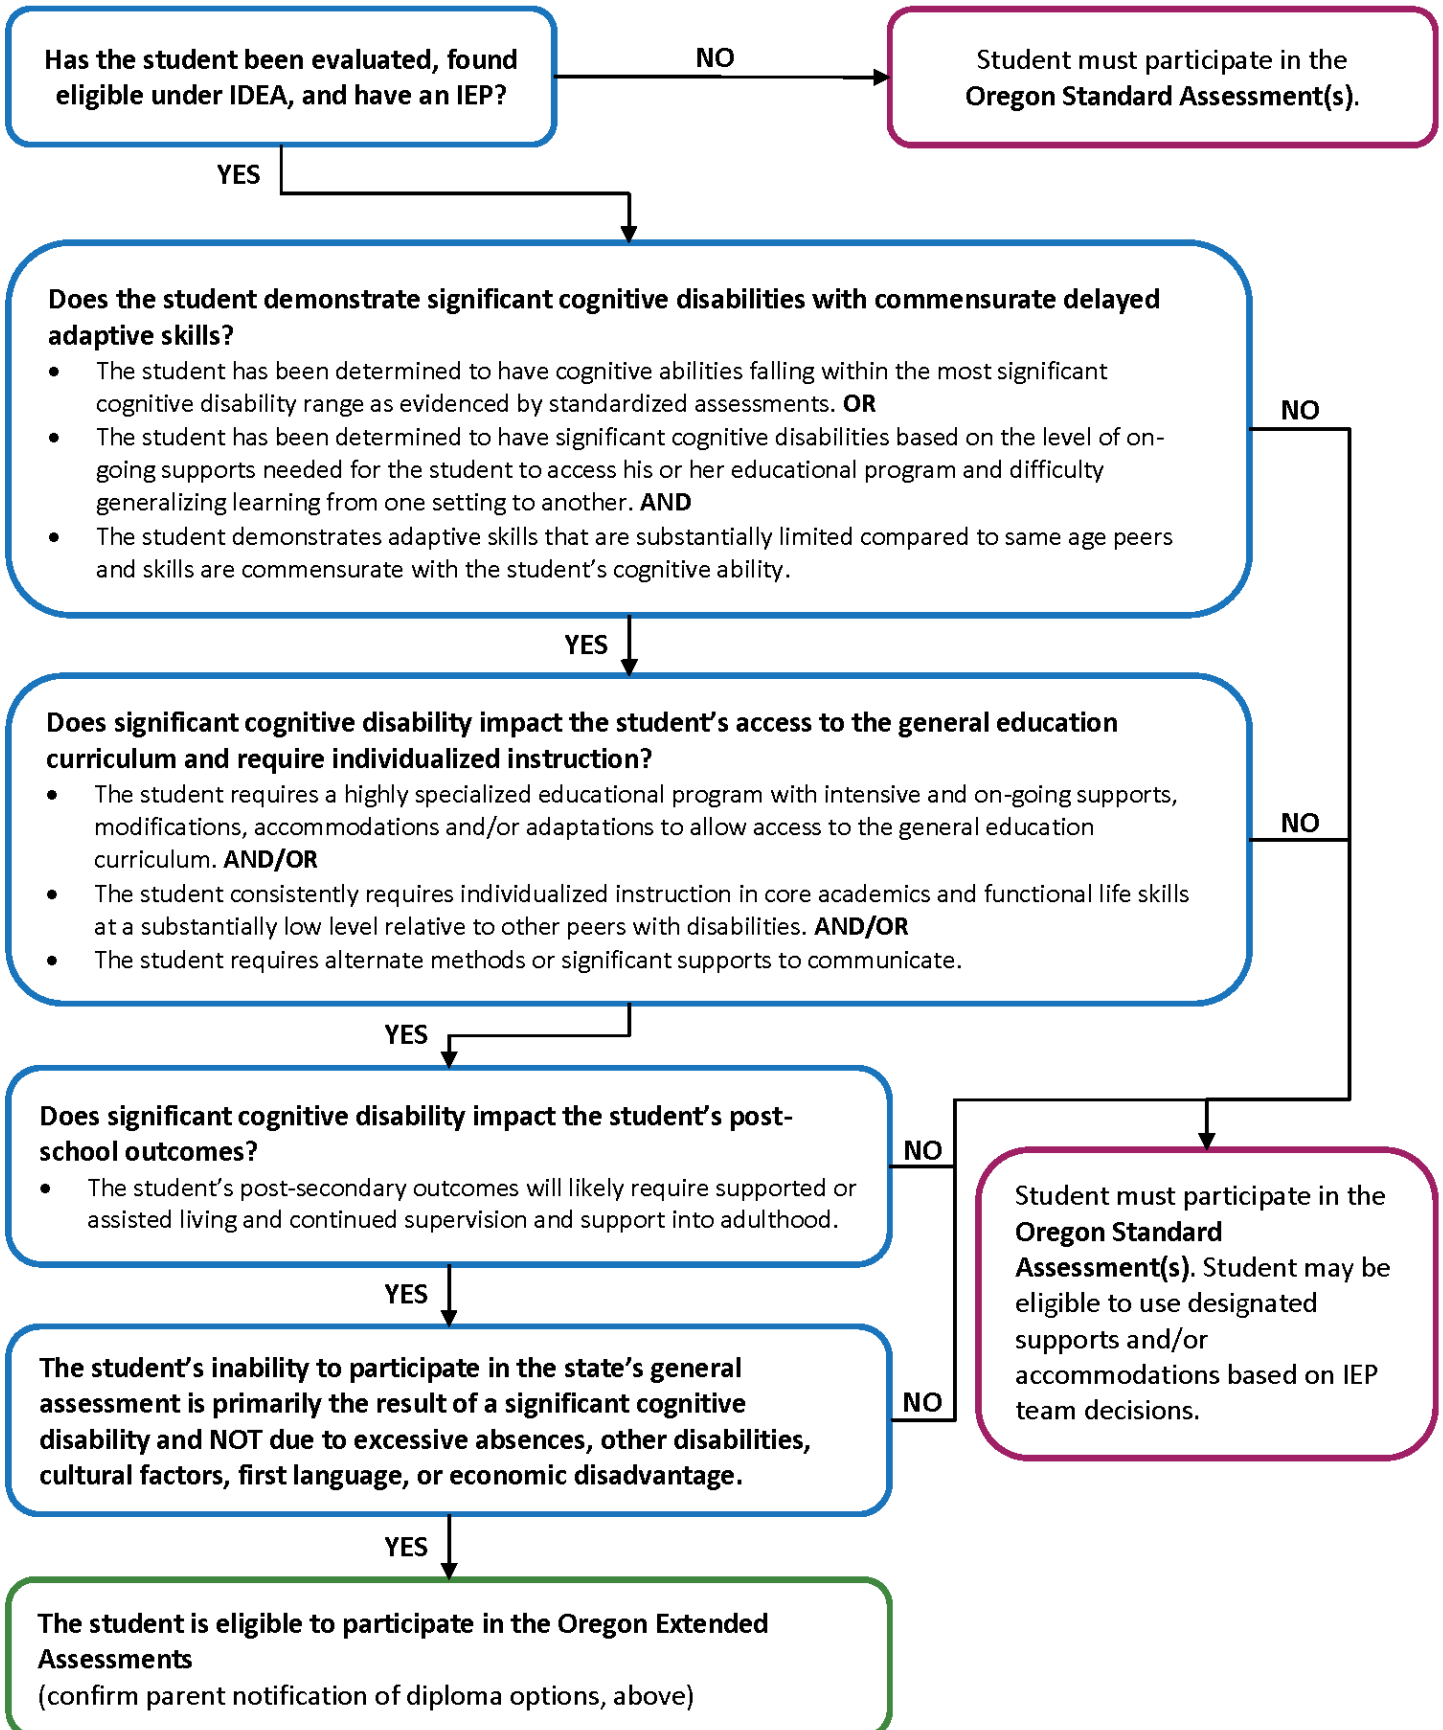 Has the student been evaluated, found
eligible under IDEA, and have an IEP?
NO
Student must participate in the
Oregon Standard Assessment(s).
YES
Does the student demonstrate significant cognitive disabilities with commensurate delayed
adaptive skills?
• The student has been determined to have cognitive abilities falling within the most significant
cognitive disability range as evidenced by standardized assessments. OR
• The student has been determined to have significant cognitive disabilities based on the level of on-
going supports needed for the student to access his or her educational program and difficulty
generalizing learning from one setting to another. AND
• The student demonstrates adaptive skills that are substantially limited compared to same age peers
and skills are commensurate with the student's cognitive ability.
NO
YES
Does significant cognitive disability impact the student's access to the general education
curriculum and require individualized instruction?
• The student requires a highly specialized educational program with intensive and on-going supports,
modifications, accommodations and/or adaptations to allow access to the general education
curriculum. AND/OR
• The student consistently requires individualized instruction in core academics and functional life skills
at a substantially low level relative to other peers with disabilities. AND/OR
• The student requires alternate methods or significant supports to communicate.
NO
YES
Does significant cognitive disability impact the student's post-
school outcomes?
• The student's post-secondary outcomes will likely require supported or
assisted living and continued supervision and support into adulthood.
NO
YES
The student's inability to participate in the state's general
assessment is primarily the result of a significant cognitive
disability and NOT due to excessive absences, other disabilities,
cultural factors, first language, or economic disadvantage.
NO
Student must participate in the
Oregon Standard
Assessment(s). Student may be
eligible to use designated
supports and/or
accommodations based on IEP
team decisions.
YES
The student is eligible to participate in the Oregon Extended
Assessments
(confirm parent notification of diploma options, above)